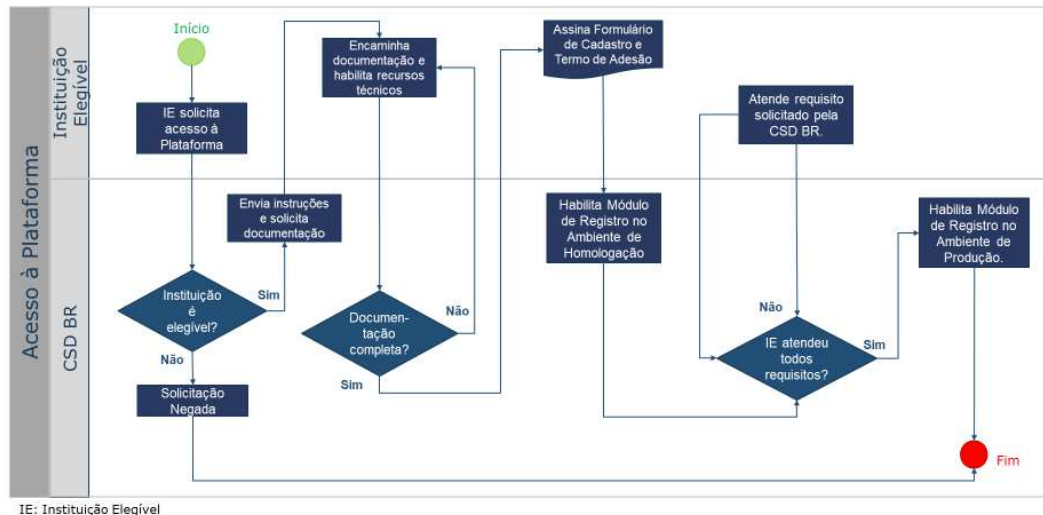 Acesso à Plataforma
Instituição
Elegível
CSD BR
Início
IE solicita
acesso à
Plataforma
Encaminha
documentação e
habilita recursos
técnicos
Assina Formulário
de Cadastro e
Termo de Adesão
Atende requisito
solicitado pela
CSD BR.
Envia instruções
e solicita
documentação
Instituição
é
elegível?
Sim
Não
Solicitação
Negada
Documen-
tação
completa?
Não
Sim
Habilita Módulo
de Registro no
Ambiente de
Homologação
IE atendeu
todos
requisitos?
Não
Sim
Habilita Módulo
de Registro no
Ambiente de
Produção.
Fim
IE: Instituição Elegível